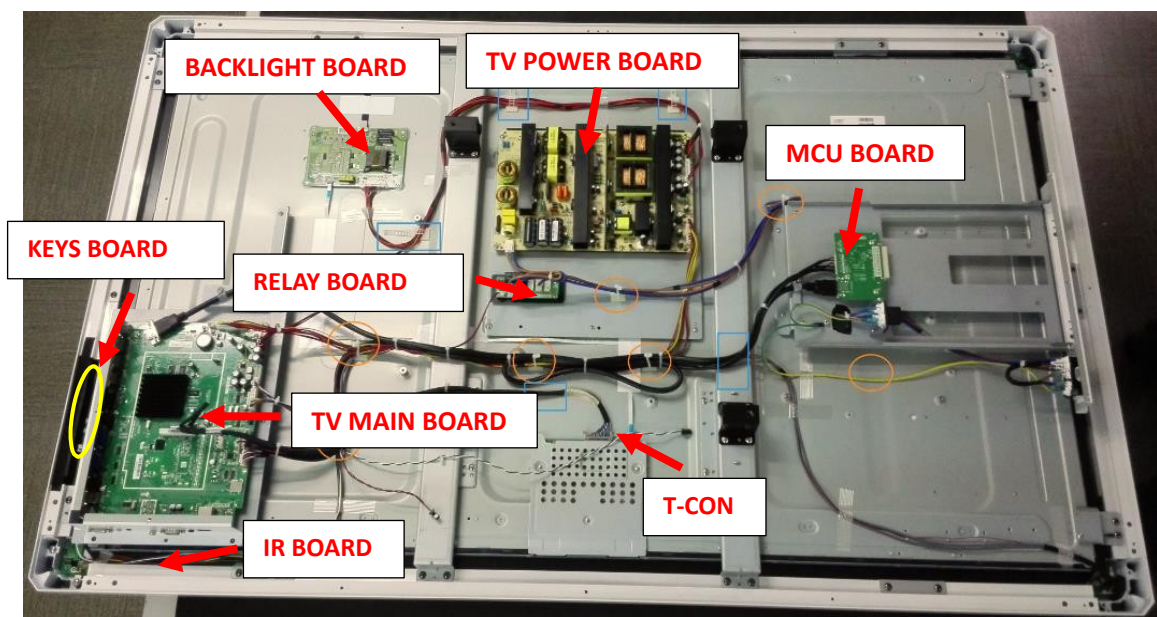 BACKLIGHT BOARD
TV POWER BOARD
MCU BOARD
KEYS BOARD
RELAY BOARD
TV MAIN BOARD
T-CON
IR BOARD